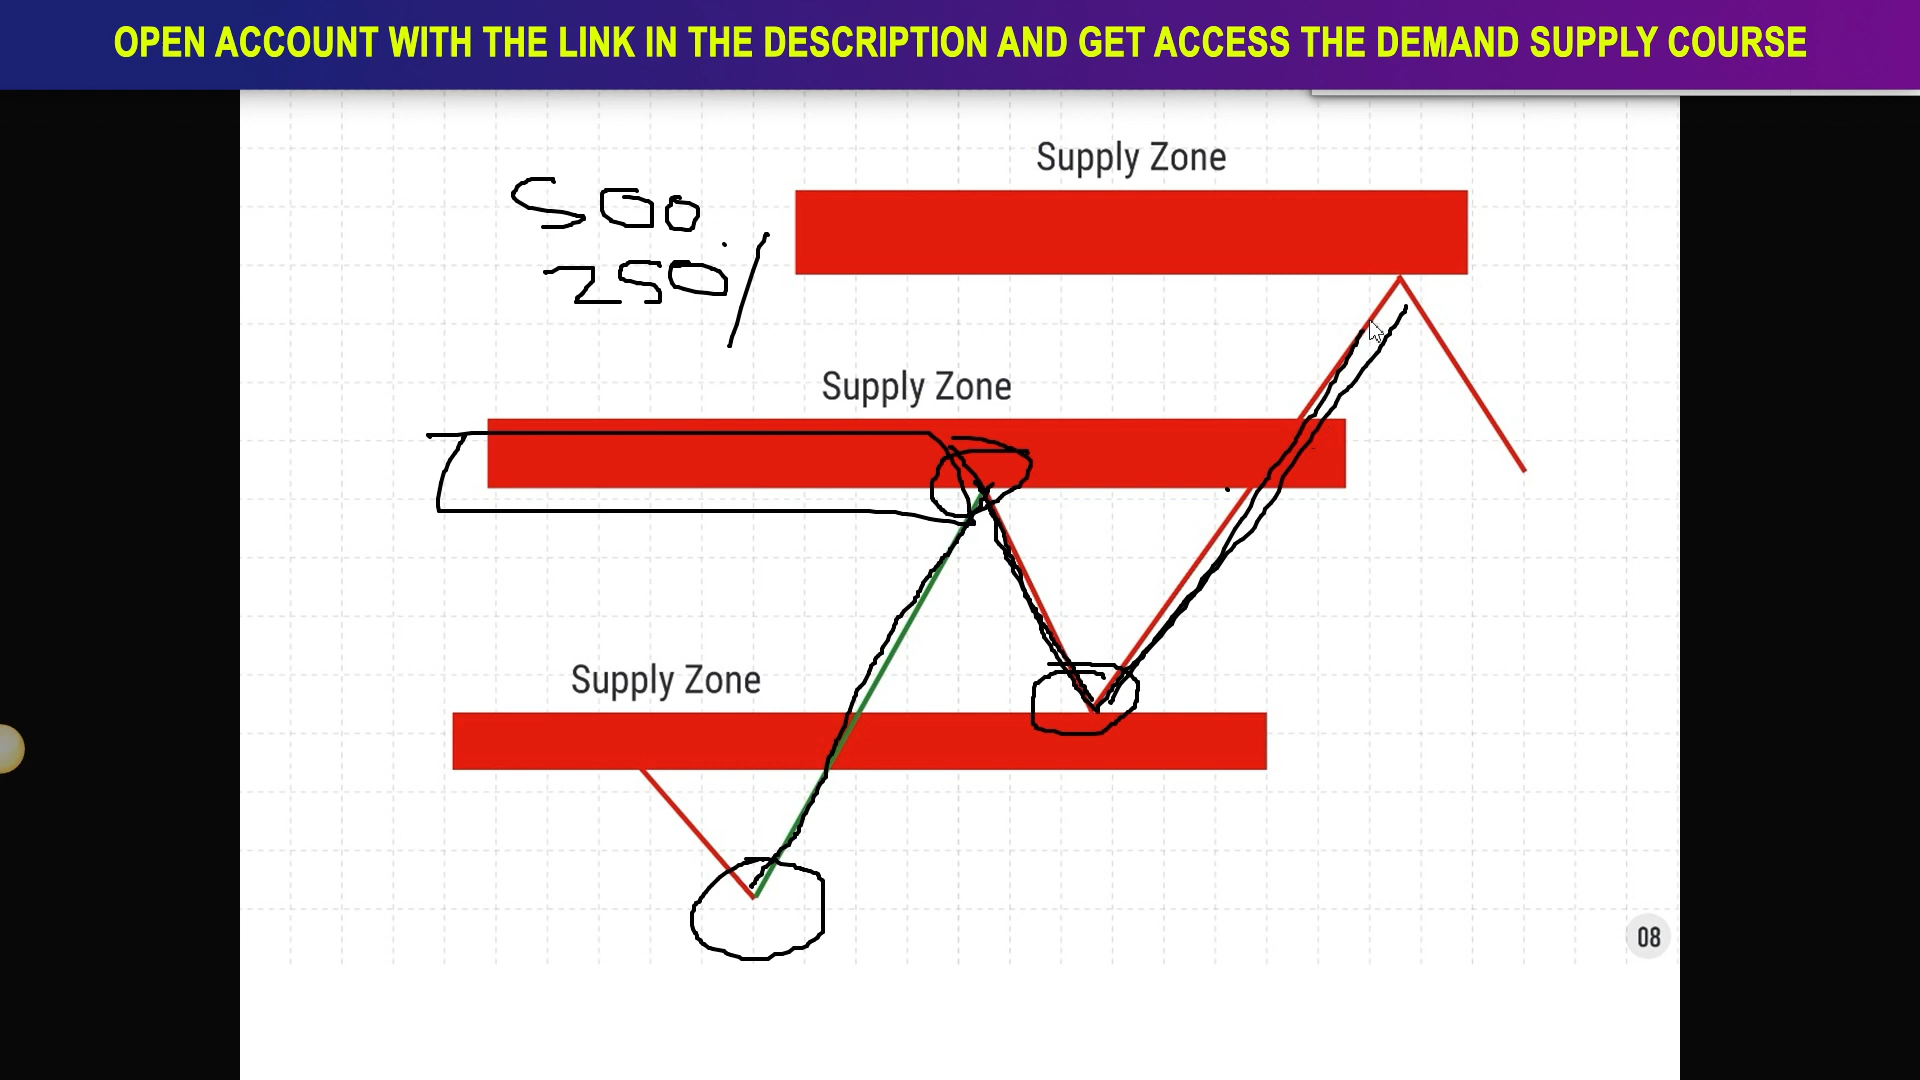 OPEN ACCOUNT WITH THE LINK IN THE DESCRIPTION AND GET ACCESS THE DEMAND SUPPLY COURSE
Supply Zone
500
250/
Supply Zone
Supply Zone
08